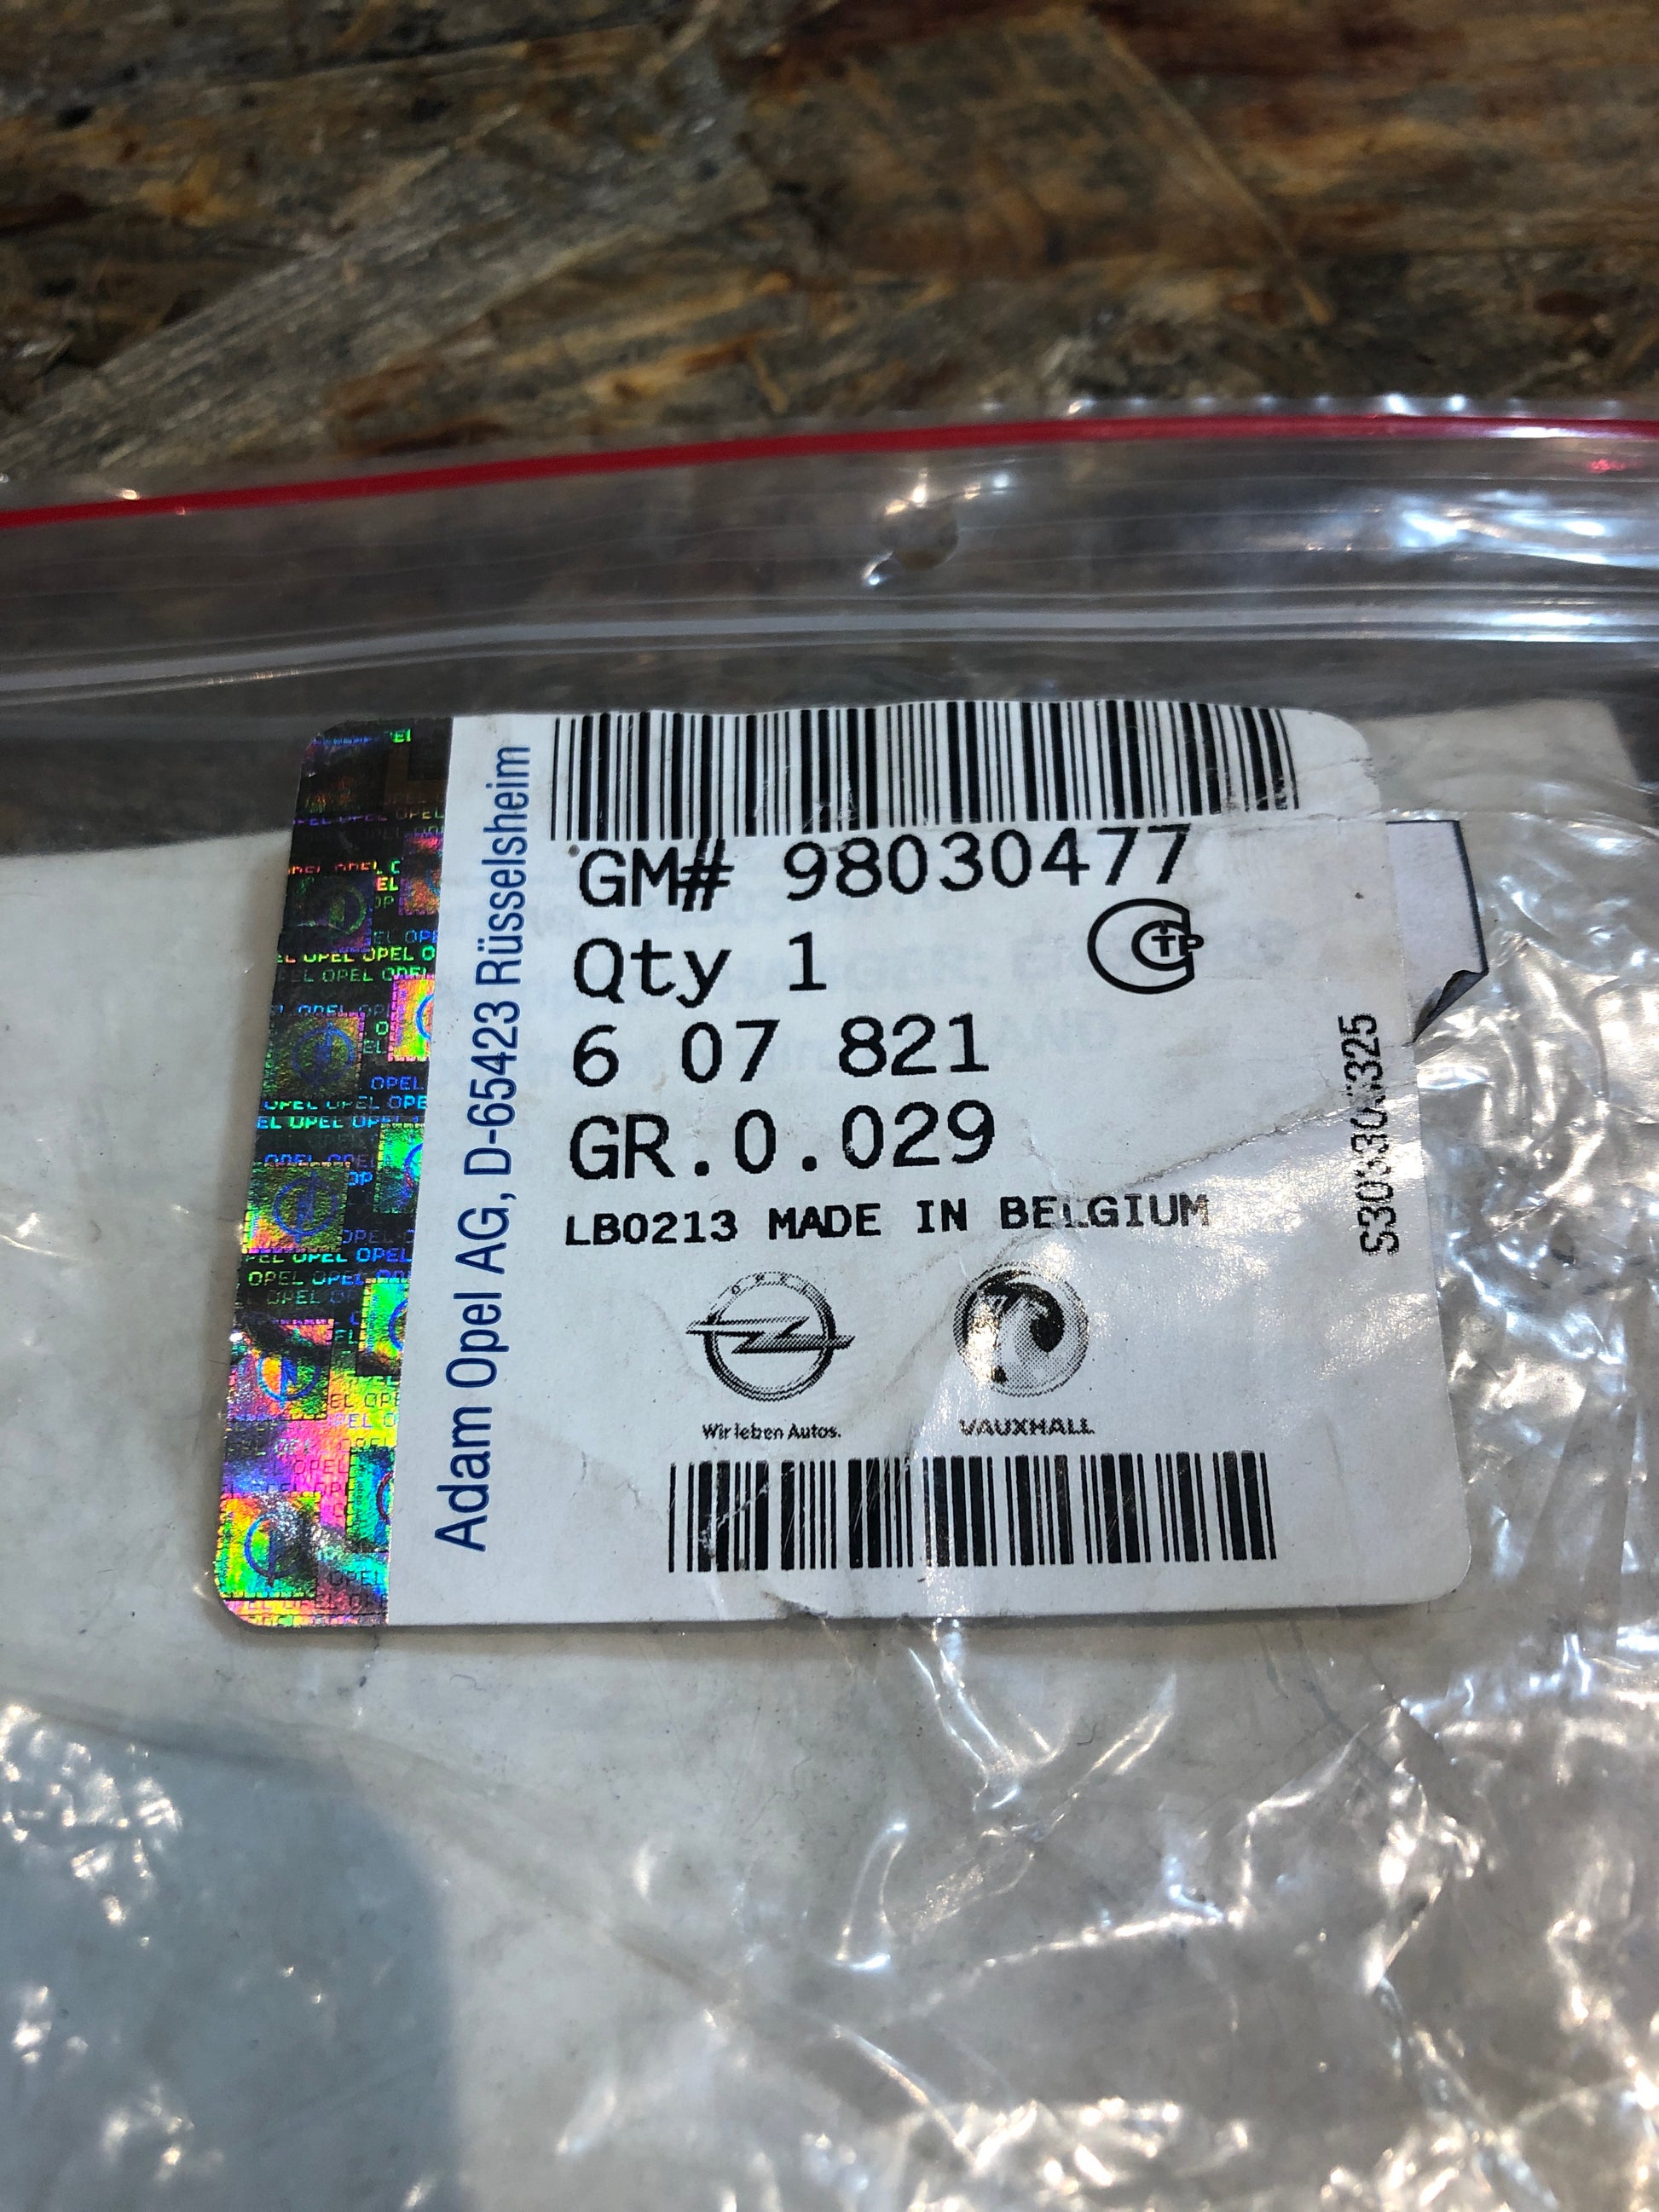 Adam Opel AG, D-65423 Rüsselsheim
GM# 98030477
Qty 1
6 07 821
GR.0.029
LB0213 MADE IN BELGIUM
OPEL
Wir leben Autos.
VAUXHALL